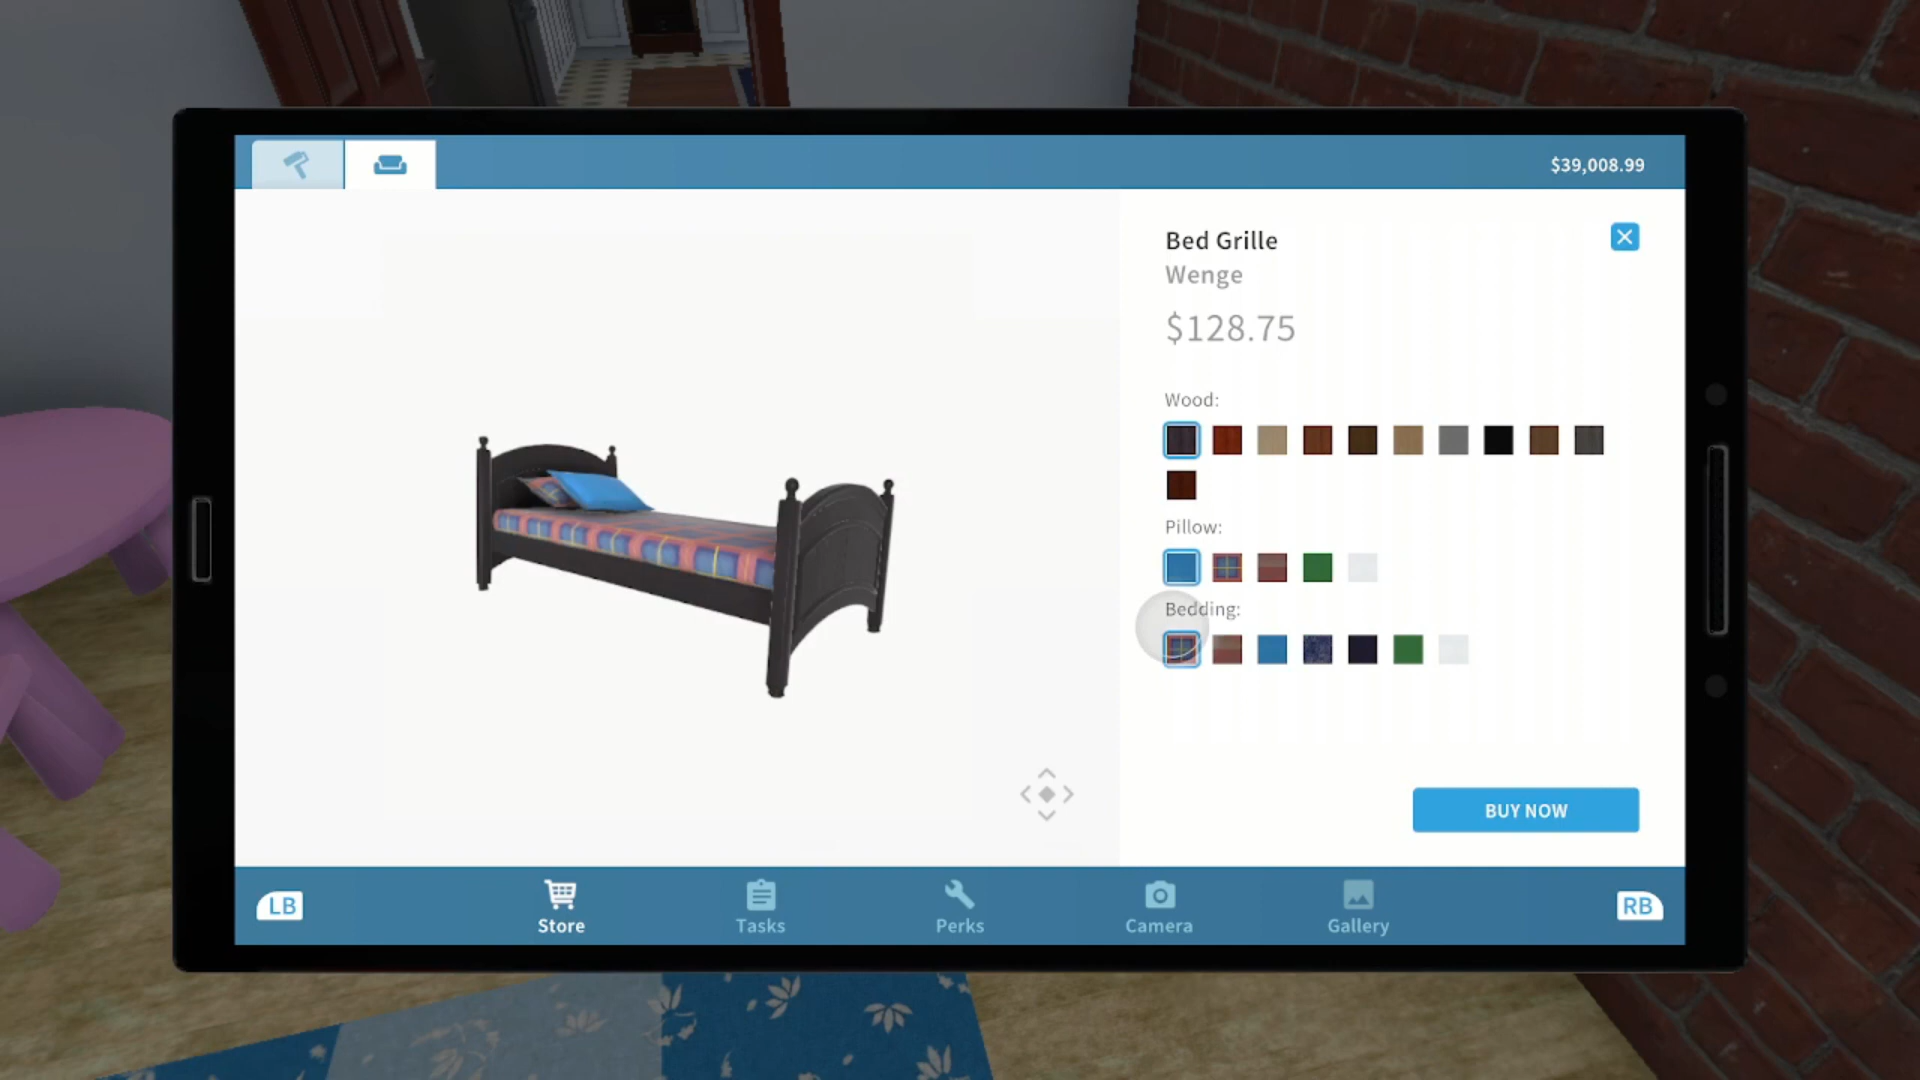 $39,008.99
Bed Grille
Wenge
$128.75
Wood:
Pillow:
Bedding:
BUY NOW
LB
Store
Tasks
Perks
Camera
Gallery
RB